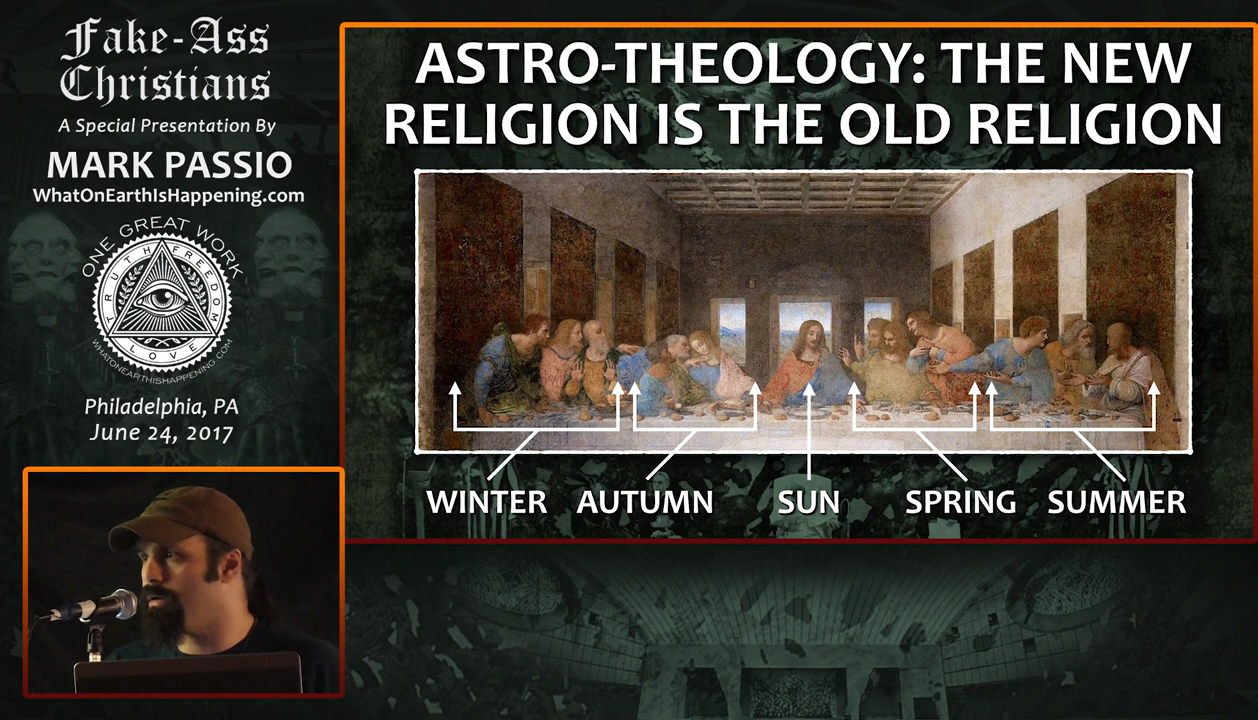 Fake-Ass
Christians
A Special Presentation By
MARK PASSIO
WhatOnEarthIsHappening.com
ONE GREAT WORK
TRUTH FREEDOM
LOVE
WHATONEARTHISHAPPENING.COM
Philadelphia, PA
June 24, 2017
ASTRO-THEOLOGY: THE NEW
RELIGION IS THE OLD RELIGION
WINTER AUTUMN SUN SPRING SUMMER